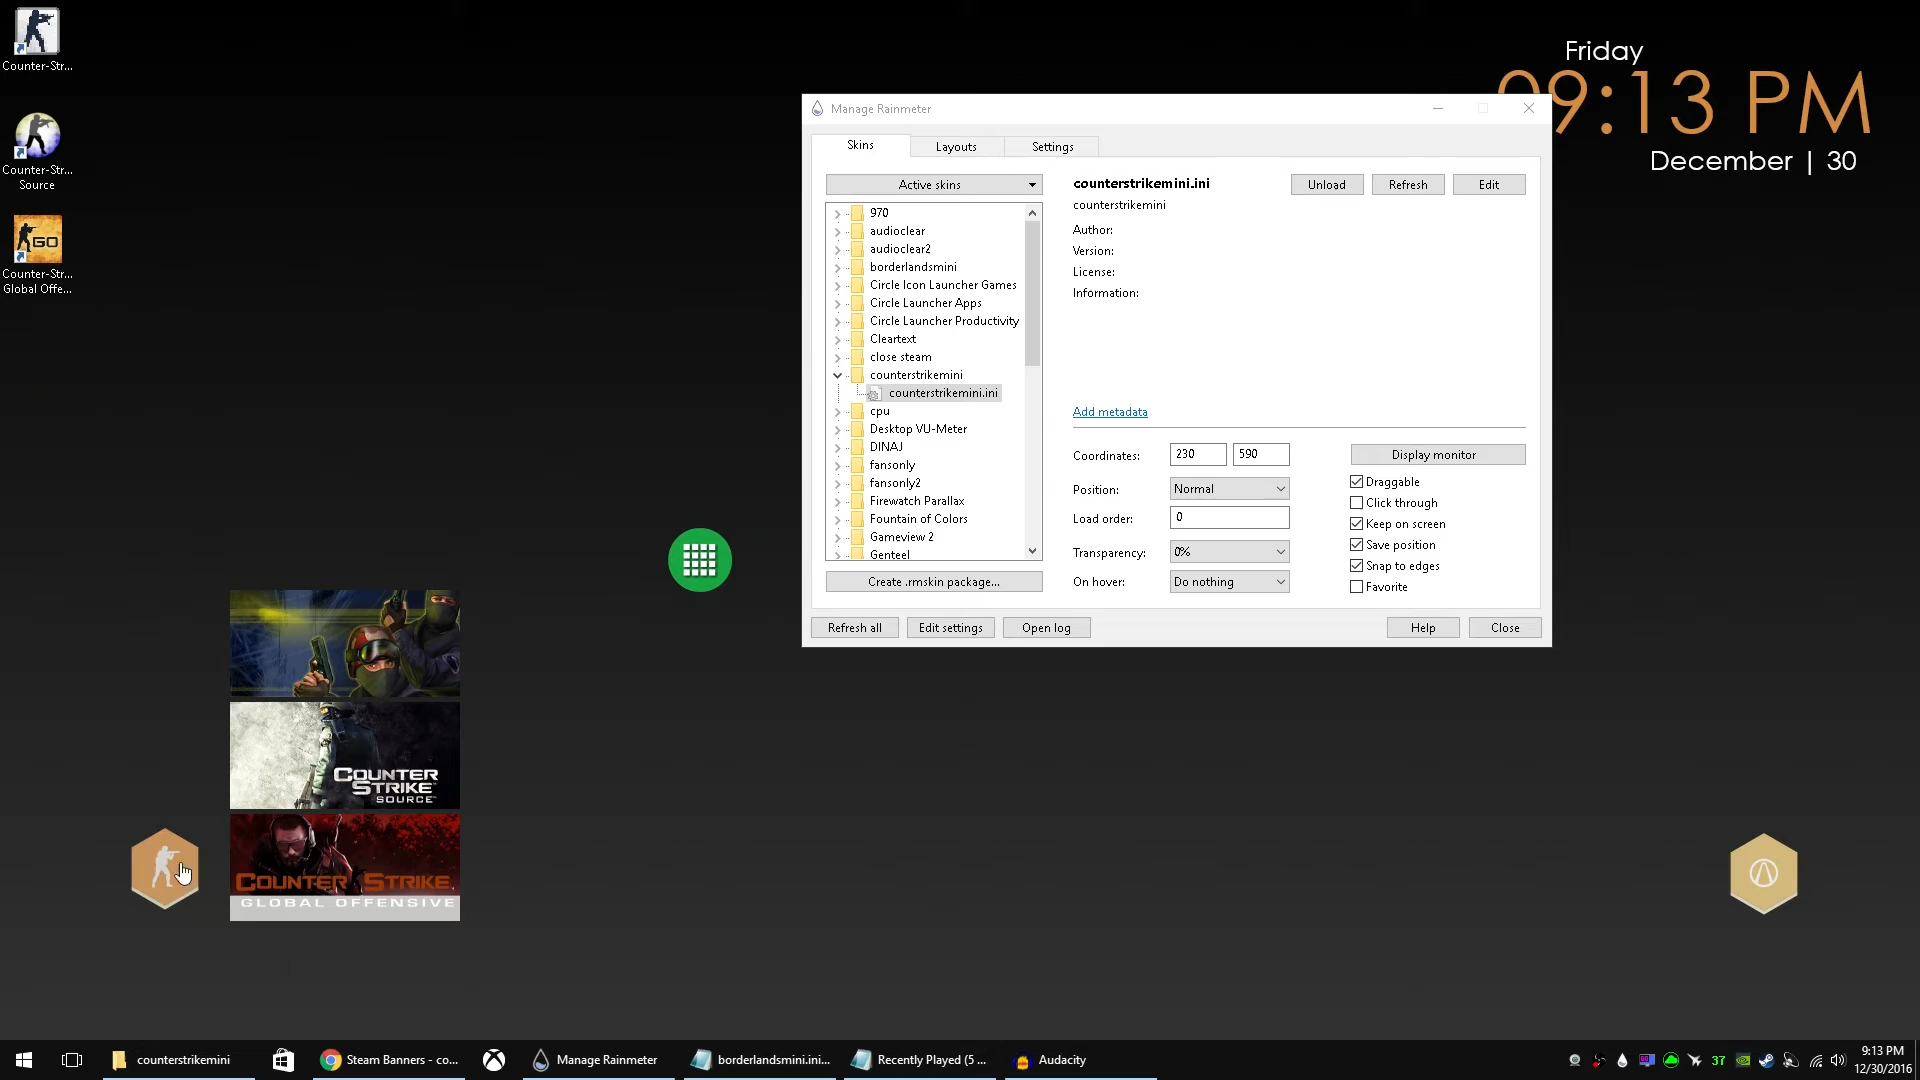 Counter-Str...
Counter-Str...
Source
GO
Counter-Str...
Global Offe...
Friday
09:13 PM
December | 30
Manage Rainmeter
Skins
Layouts
Settings
Active skins
970
audioclear
audioclear2
borderlandsmini
Circle Icon Launcher Games
Circle Launcher Apps
Circle Launcher Productivity
Cleartext
close steam
counterstrikemini
counterstrikemini.ini
cpu
Desktop VU-Meter
DINAJ
fansonly
fansonly2
Firewatch Parallax
Fountain of Colors
Gameview 2
Genteel
Create .rmskin package...
counterstrikemini.ini
Unload
Refresh
Edit
counterstrikemini
Author:
Version:
License:
Information:
Add metadata
Coordinates:
230
590
Display monitor
Position:
Normal
Load order:
0
Transparency:
0%
On hover:
Do nothing
Draggable
Click through
Keep on screen
Save position
Snap to edges
Favorite
Refresh all
Edit settings
Open log
Help
Close
COUNTER
STRIKE
SOURCE
COUNTER STRIKE
GLOBAL OFFENSIVE
counterstrikemini
Steam Banners - co...
Manage Rainmeter
borderlandsmini.ini...
Recently Played (5 ...
Audacity
37
9:13 PM
12/30/2016